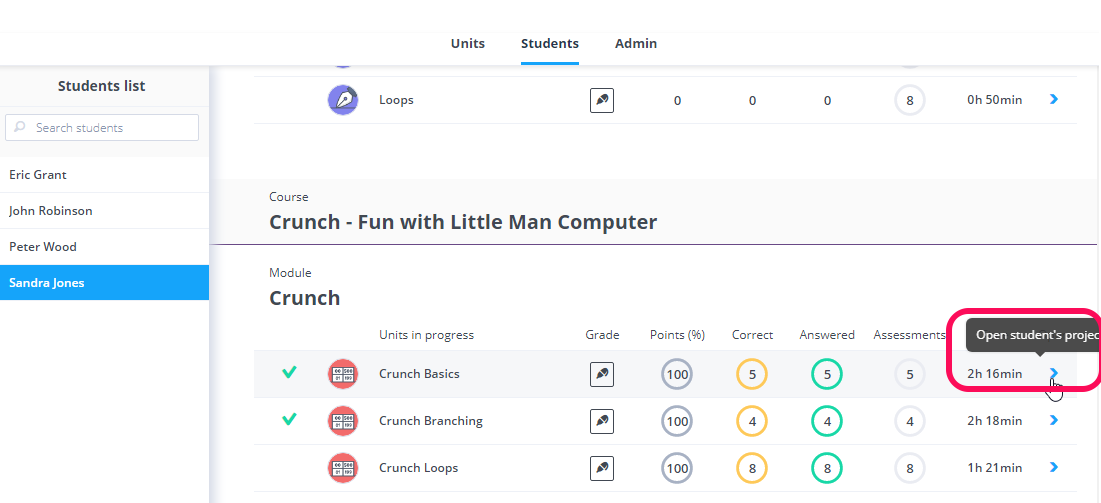 Units Students Admin
Students list
Search students
Eric Grant
John Robinson
Peter Wood
Sandra Jones
Loops 0 0 0 8 0h 50min
Course
Crunch - Fun with Little Man Computer
Module
Crunch
Units in progress Grade Points (%) Correct Answered Assessments
Open student's projec
Crunch Basics 100 5 5 5 2h 16min
Crunch Branching 100 4 4 4 2h 18min
Crunch Loops 100 8 8 8 1h 21min